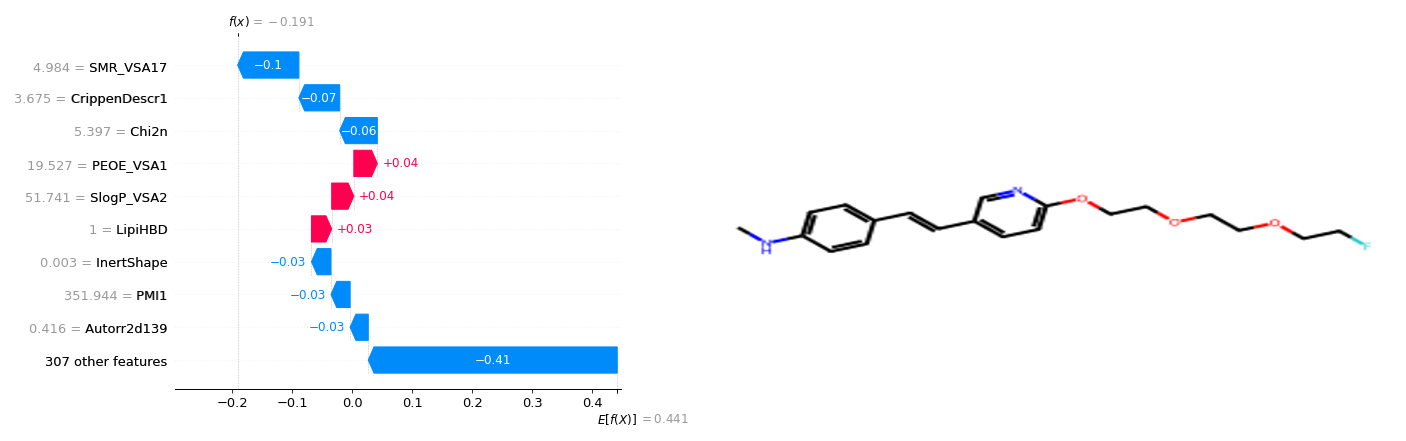 f(x) = −0.191
4.984 = SMR_VSA17
−0.1
3.675 = CrippenDescr1
−0.07
5.397 = Chi2n
−0.06
19.527 = PEOE_VSA1
+0.04
51.741 = SlogP_VSA2
+0.04
1 = LipiHBD
+0.03
0.003 = InertShape
−0.03
351.944 = PMI1
−0.03
0.416 = Autorr2d139
−0.03
307 other features
−0.41
−0.2 −0.1 0.0 0.1 0.2 0.3 0.4
E[f(X)] = 0.441
N
O
O
O
F
N
H